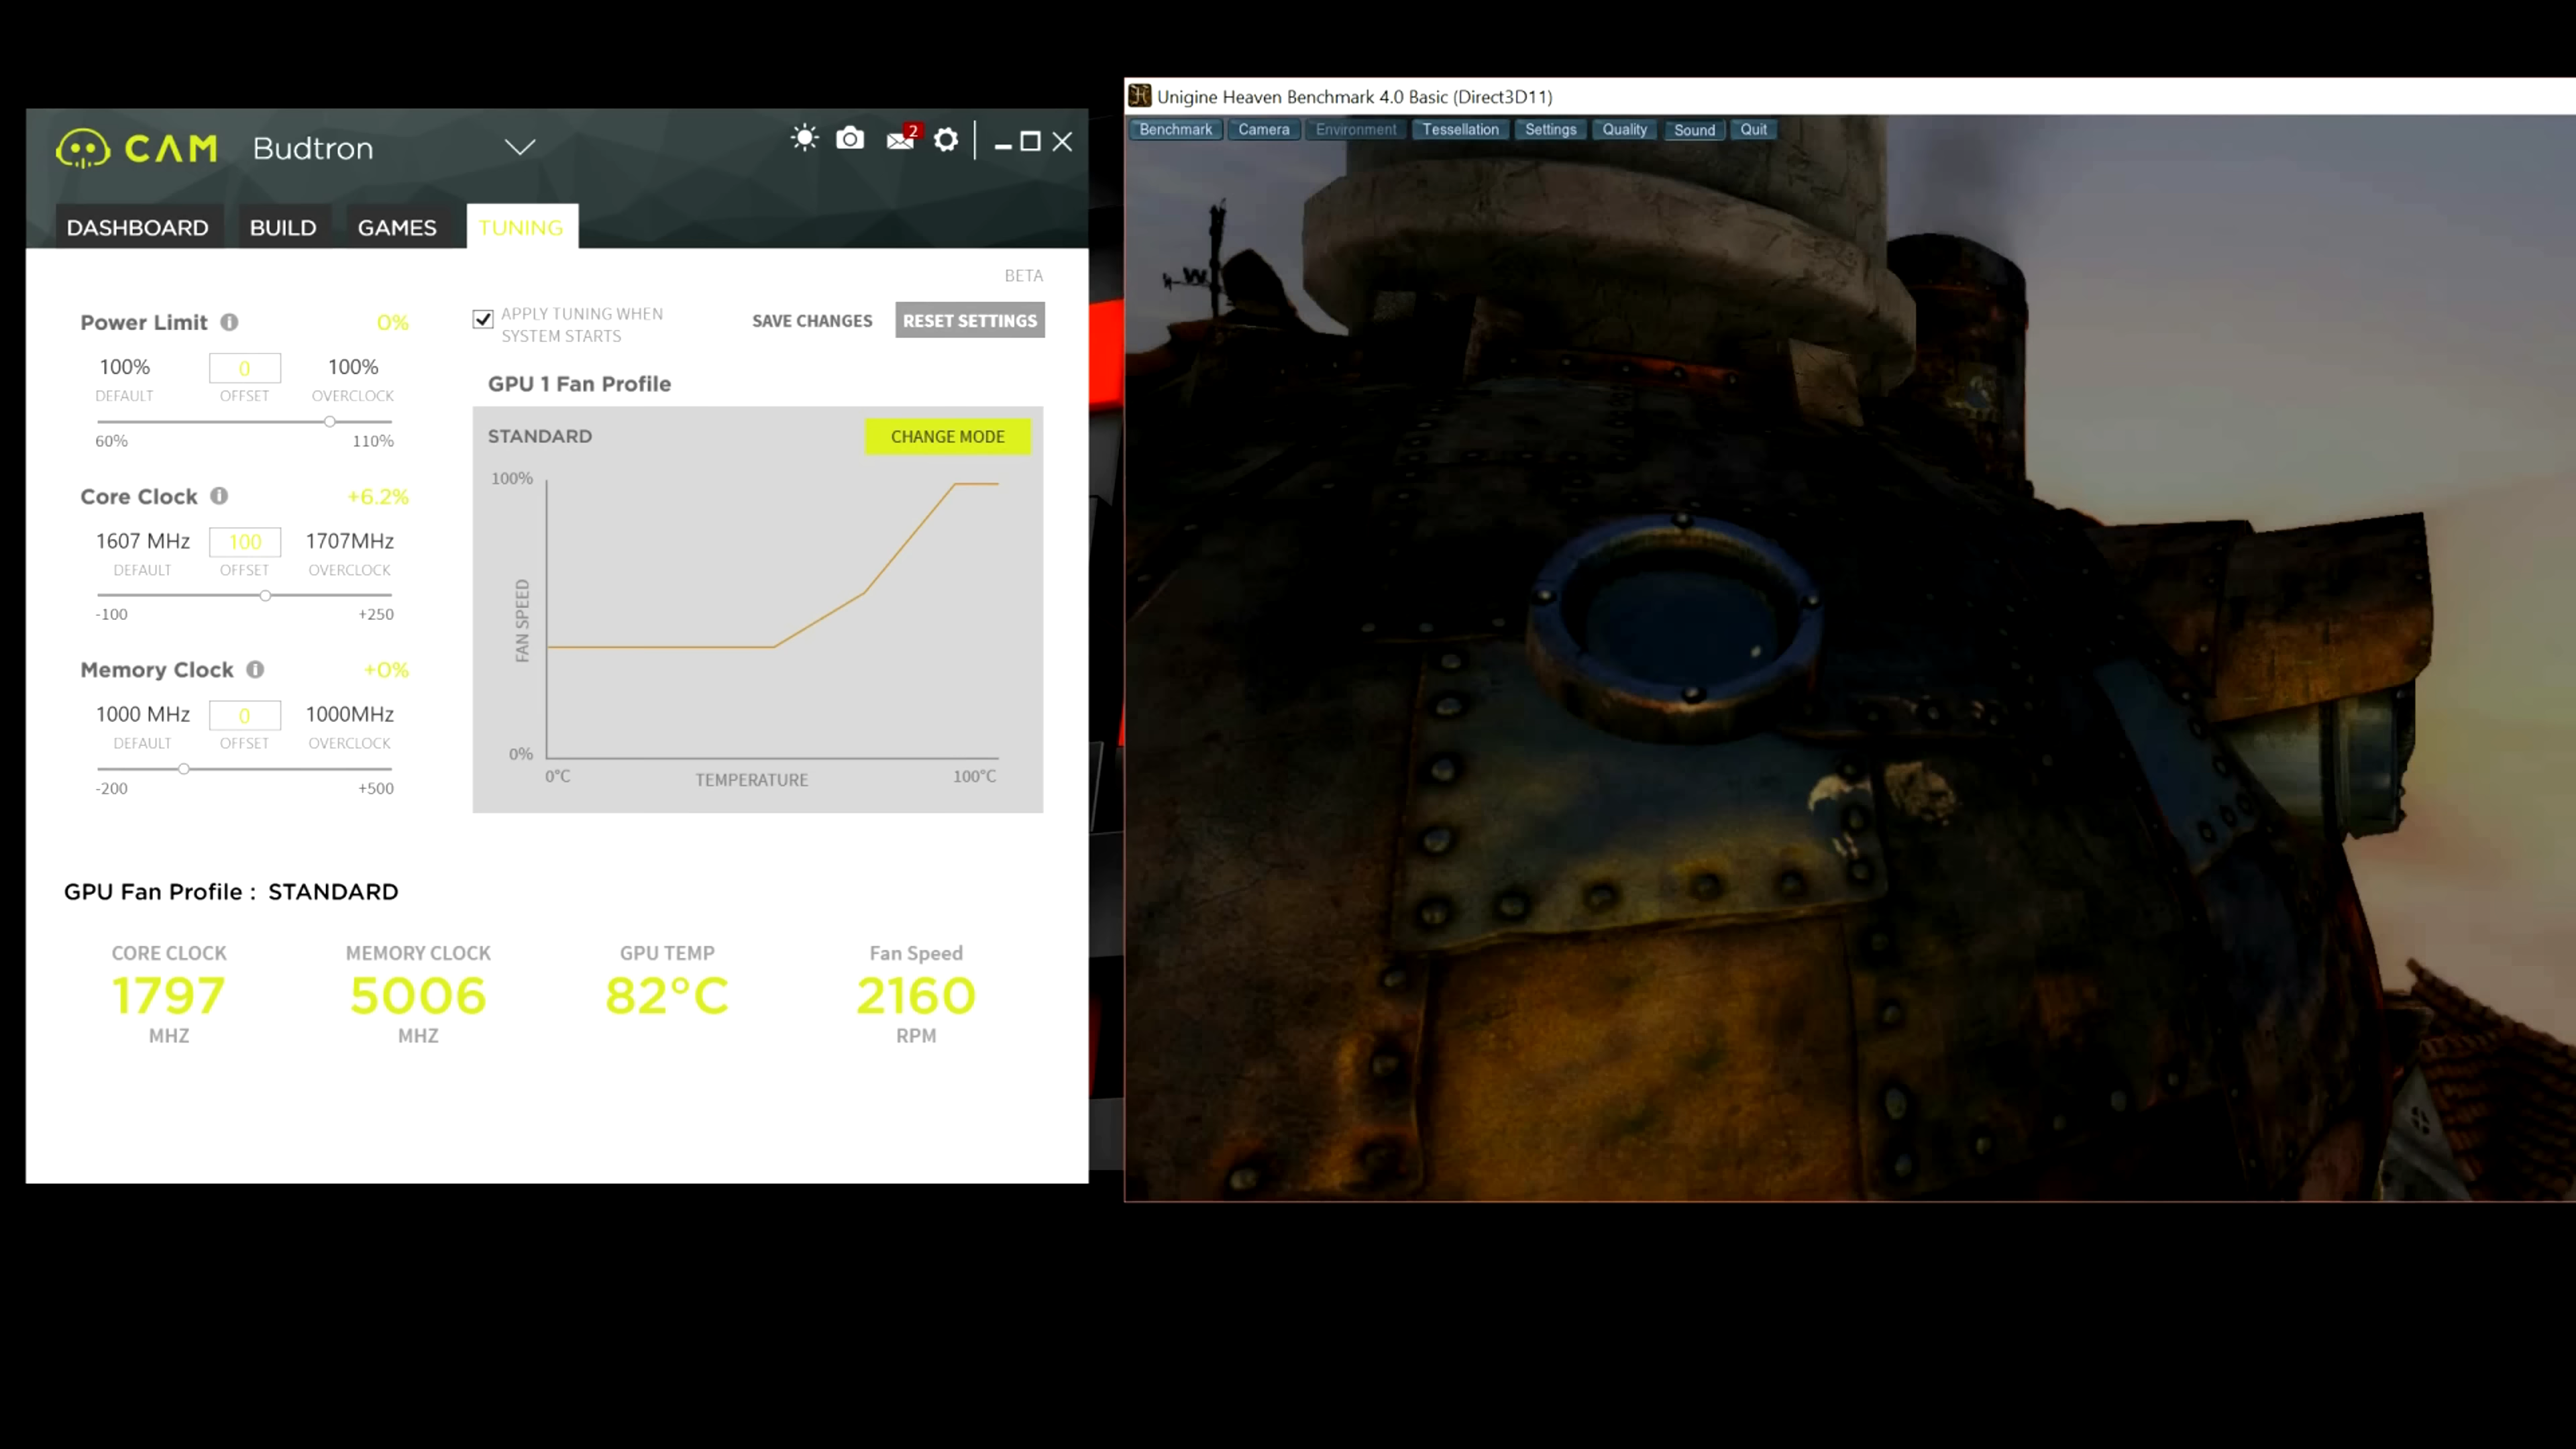 CAM Budtron
2
DASHBOARD BUILD GAMES TUNING
BETA
Power Limit i 0%
100% 0 100%
DEFAULT OFFSET OVERCLOCK
60% 110%
Core Clock i +6.2%
1607 MHz 100 1707MHz
DEFAULT OFFSET OVERCLOCK
-100 +250
Memory Clock i +0%
1000 MHz 0 1000MHz
DEFAULT OFFSET OVERCLOCK
-200 +500
APPLY TUNING WHEN
SYSTEM STARTS
SAVE CHANGES RESET SETTINGS
GPU 1 Fan Profile
STANDARD CHANGE MODE
100%
FAN SPEED
0%
0°C TEMPERATURE 100°C
GPU Fan Profile : STANDARD
CORE CLOCK MEMORY CLOCK GPU TEMP Fan Speed
1797 5006 82°C 2160
MHZ MHZ RPM
Unigine Heaven Benchmark 4.0 Basic (Direct3D11)
Benchmark Camera Environment Tessellation Settings Quality Sound Quit
W